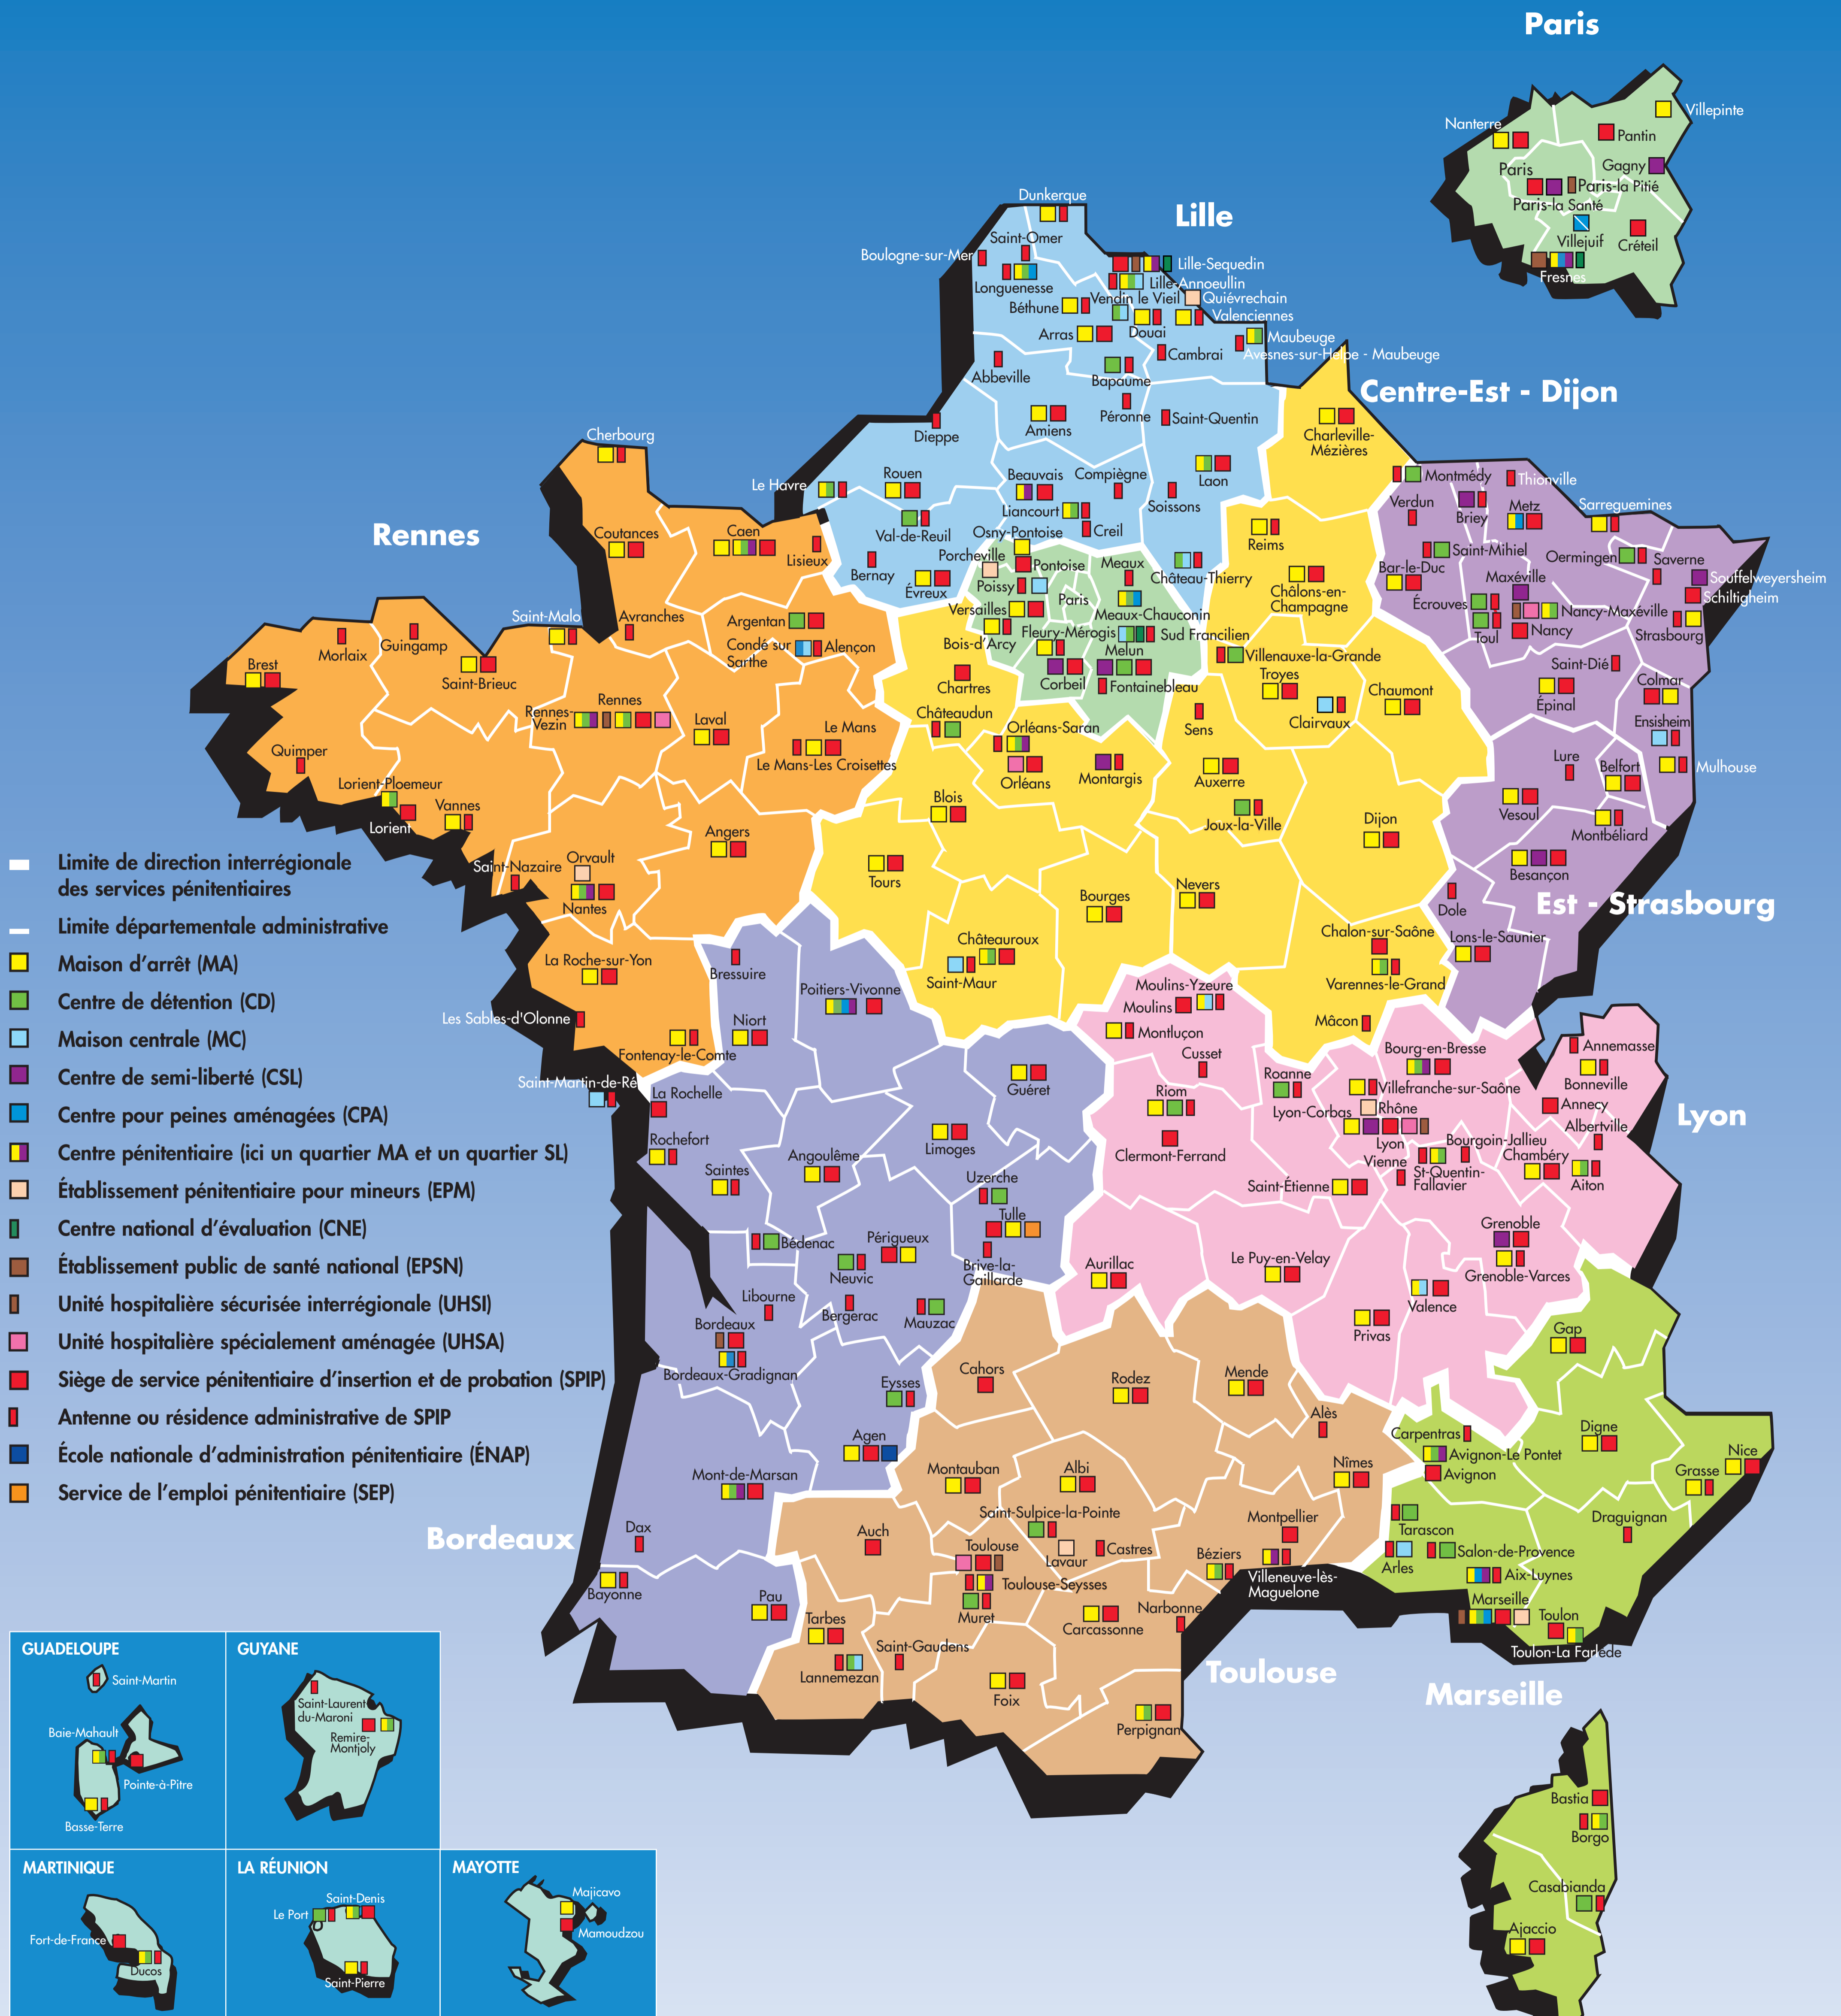 Paris
Villepinte
Nanterre
Pantin
Paris
Gagny
Paris-la Pitié
Paris-la Santé
Villejuif
Créteil
Fresnes
Lille
Dunkerque
Saint-Omer
Boulogne-sur-Mer
Lille-Sequedin
Longuenesse
Lille-Annoeullin
Vendin le Vieil
Quiévrechain
Béthune
Valenciennes
Arras
Douai
Maubeuge
Cambrai
Avesnes-sur-Helpe - Maubeuge
Abbeville
Bapaume
Péronne
Saint-Quentin
Amiens
Dieppe
Rouen
Beauvais
Compiègne
Laon
Le Havre
Liancourt
Soissons
Val-de-Reuil
Osny-Pontoise
Creil
Bernay
Évreux
Château-Thierry
Porcheville
Pontoise
Meaux
Poissy
Paris
Versailles
Meaux-Chauconin
Bois-d'Arcy
Fleury-Mérogis
Sud Francilien
Melun
Corbeil
Fontainebleau
Centre-Est - Dijon
Charleville-
Mézières
Reims
Châlons-en-
Champagne
Villenauxe-la-Grande
Troyes
Clairvaux
Chaumont
Chartres
Châteaudun
Orléans-Saran
Orléans
Montargis
Sens
Auxerre
Joux-la-Ville
Dijon
Blois
Tours
Bourges
Nevers
Châteauroux
Saint-Maur
Chalon-sur-Saône
Varennes-le-Grand
Mâcon
Montmédy
Thionville
Verdun
Briey
Metz
Sarreguemines
Saint-Mihiel
Oermingen
Saverne
Bar-le-Duc
Maxéville
Souffelweyersheim
Schiltigheim
Écrouves
Nancy-Maxéville
Toul
Nancy
Strasbourg
Saint-Dié
Épinal
Colmar
Ensisheim
Lure
Belfort
Mulhouse
Vesoul
Montbéliard
Besançon
Est - Strasbourg
Dole
Lons-le-Saunier
Rennes
Cherbourg
Coutances
Caen
Lisieux
Saint-Malo
Avranches
Argentan
Condé sur
Sarthe
Alençon
Morlaix
Guingamp
Brest
Saint-Brieuc
Rennes
Rennes-
Vezin
Laval
Le Mans
Le Mans-Les Croisettes
Quimper
Lorient-Ploemeur
Lorient
Vannes
Angers
Saint-Nazaire
Orvault
Nantes
La Roche-sur-Yon
Les Sables-d'Olonne
Fontenay-le-Comte
Limite de direction interrégionale
des services pénitentiaires
Limite départementale administrative
Maison d'arrêt (MA)
Centre de détention (CD)
Maison centrale (MC)
Centre de semi-liberté (CSL)
Centre pour peines aménagées (CPA)
Centre pénitentiaire (ici un quartier MA et un quartier SL)
Établissement pénitentiaire pour mineurs (EPM)
Centre national d'évaluation (CNE)
Établissement public de santé national (EPSN)
Unité hospitalière sécurisée interrégionale (UHSI)
Unité hospitalière spécialement aménagée (UHSA)
Siège de service pénitentiaire d'insertion et de probation (SPIP)
Antenne ou résidence administrative de SPIP
École nationale d'administration pénitentiaire (ÉNAP)
Service de l'emploi pénitentiaire (SEP)
Bordeaux
Bressuire
Poitiers-Vivonne
Niort
Saint-Martin-de-Ré
La Rochelle
Guéret
Rochefort
Limoges
Saintes
Angoulême
Uzerche
Tulle
Bédenac
Périgueux
Neuvic
Brive-la-
Gaillarde
Libourne
Bergerac
Mauzac
Bordeaux
Bordeaux-Gradignan
Eysses
Agen
Mont-de-Marsan
Dax
Bayonne
Pau
Lyon
Moulins-Yzeure
Moulins
Montluçon
Cusset
Bourg-en-Bresse
Annemasse
Roanne
Villefranche-sur-Saône
Bonneville
Riom
Lyon-Corbas
Rhône
Annecy
Lyon
Albertville
Clermont-Ferrand
Bourgoin-Jallieu
Vienne
Chambéry
St-Quentin-
Fallavier
Aiton
Saint-Étienne
Grenoble
Grenoble-Varces
Aurillac
Le Puy-en-Velay
Valence
Privas
Toulouse
Cahors
Rodez
Mende
Alès
Nîmes
Montauban
Albi
Saint-Sulpice-la-Pointe
Auch
Toulouse
Lavaur
Castres
Montpellier
Toulouse-Seysses
Béziers
Villeneuve-lès-
Maguelone
Muret
Tarbes
Carcassonne
Narbonne
Saint-Gaudens
Lannemezan
Foix
Perpignan
Marseille
Gap
Carpentras
Digne
Avignon-Le Pontet
Avignon
Nice
Grasse
Tarascon
Draguignan
Arles
Salon-de-Provence
Aix-Luynes
Marseille
Toulon
Toulon-La Farlède
Bastia
Borgo
Casabianda
Ajaccio
GUADELOUPE
Saint-Martin
Baie-Mahault
Pointe-à-Pitre
Basse-Terre
GUYANE
Saint-Laurent
du-Maroni
Remire-
Montjoly
MARTINIQUE
Fort-de-France
Ducos
LA RÉUNION
Saint-Denis
Le Port
Saint-Pierre
MAYOTTE
Majicavo
Mamoudzou